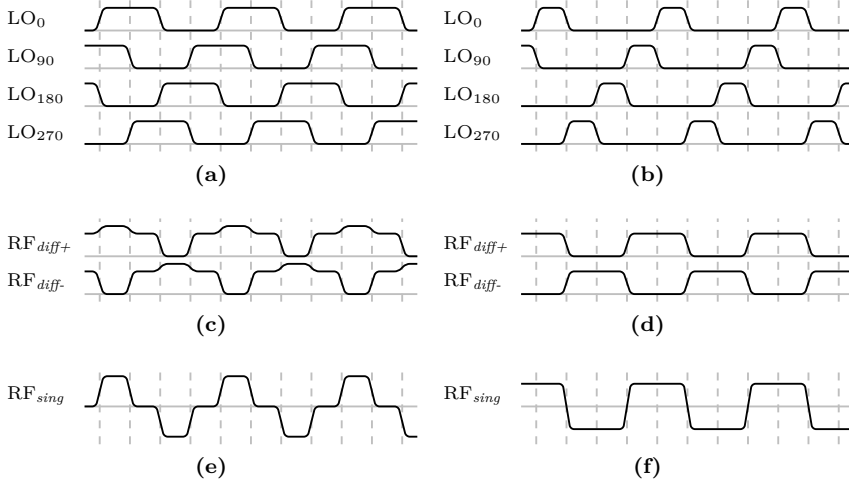 LO0 LO0
LO90 LO90
LO180 LO180
LO270 LO270
(a) (b)
RFdiff+ RFdiff+
RFdiff- RFdiff-
(c) (d)
RFsing RFsing
(e) (f)